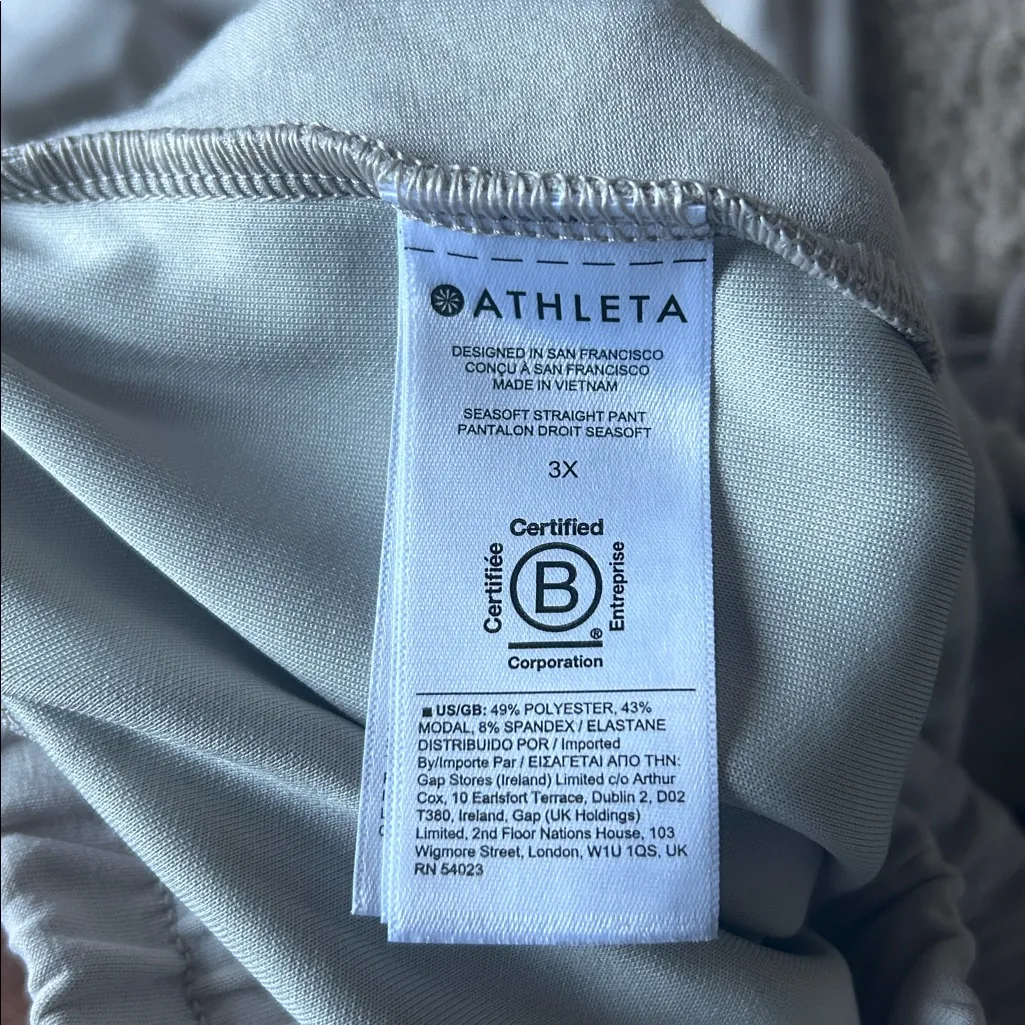 ATHLETA
DESIGNED IN SAN FRANCISCO
CONÇU À SAN FRANCISCO
MADE IN VIETNAM
SEASOFT STRAIGHT PANT
PANTALON DROIT SEASOFT
3X
Certified
Certifiée
B
Entreprise
®
Corporation
US/GB: 49% POLYESTER, 43%
MODAL, 8% SPANDEX / ELASTANE
DISTRIBUIDO POR / Imported
By/Importe Par / ΕΙΣΑΓΕΤΑΙ ΑΠΟ ΤΗΝ:
Gap Stores (Ireland) Limited c/o Arthur
Cox, 10 Earlsfort Terrace, Dublin 2, D02
T380, Ireland, Gap (UK Holdings)
Limited, 2nd Floor Nations House, 103
Wigmore Street, London, W1U 1QS, UK
RN 54023